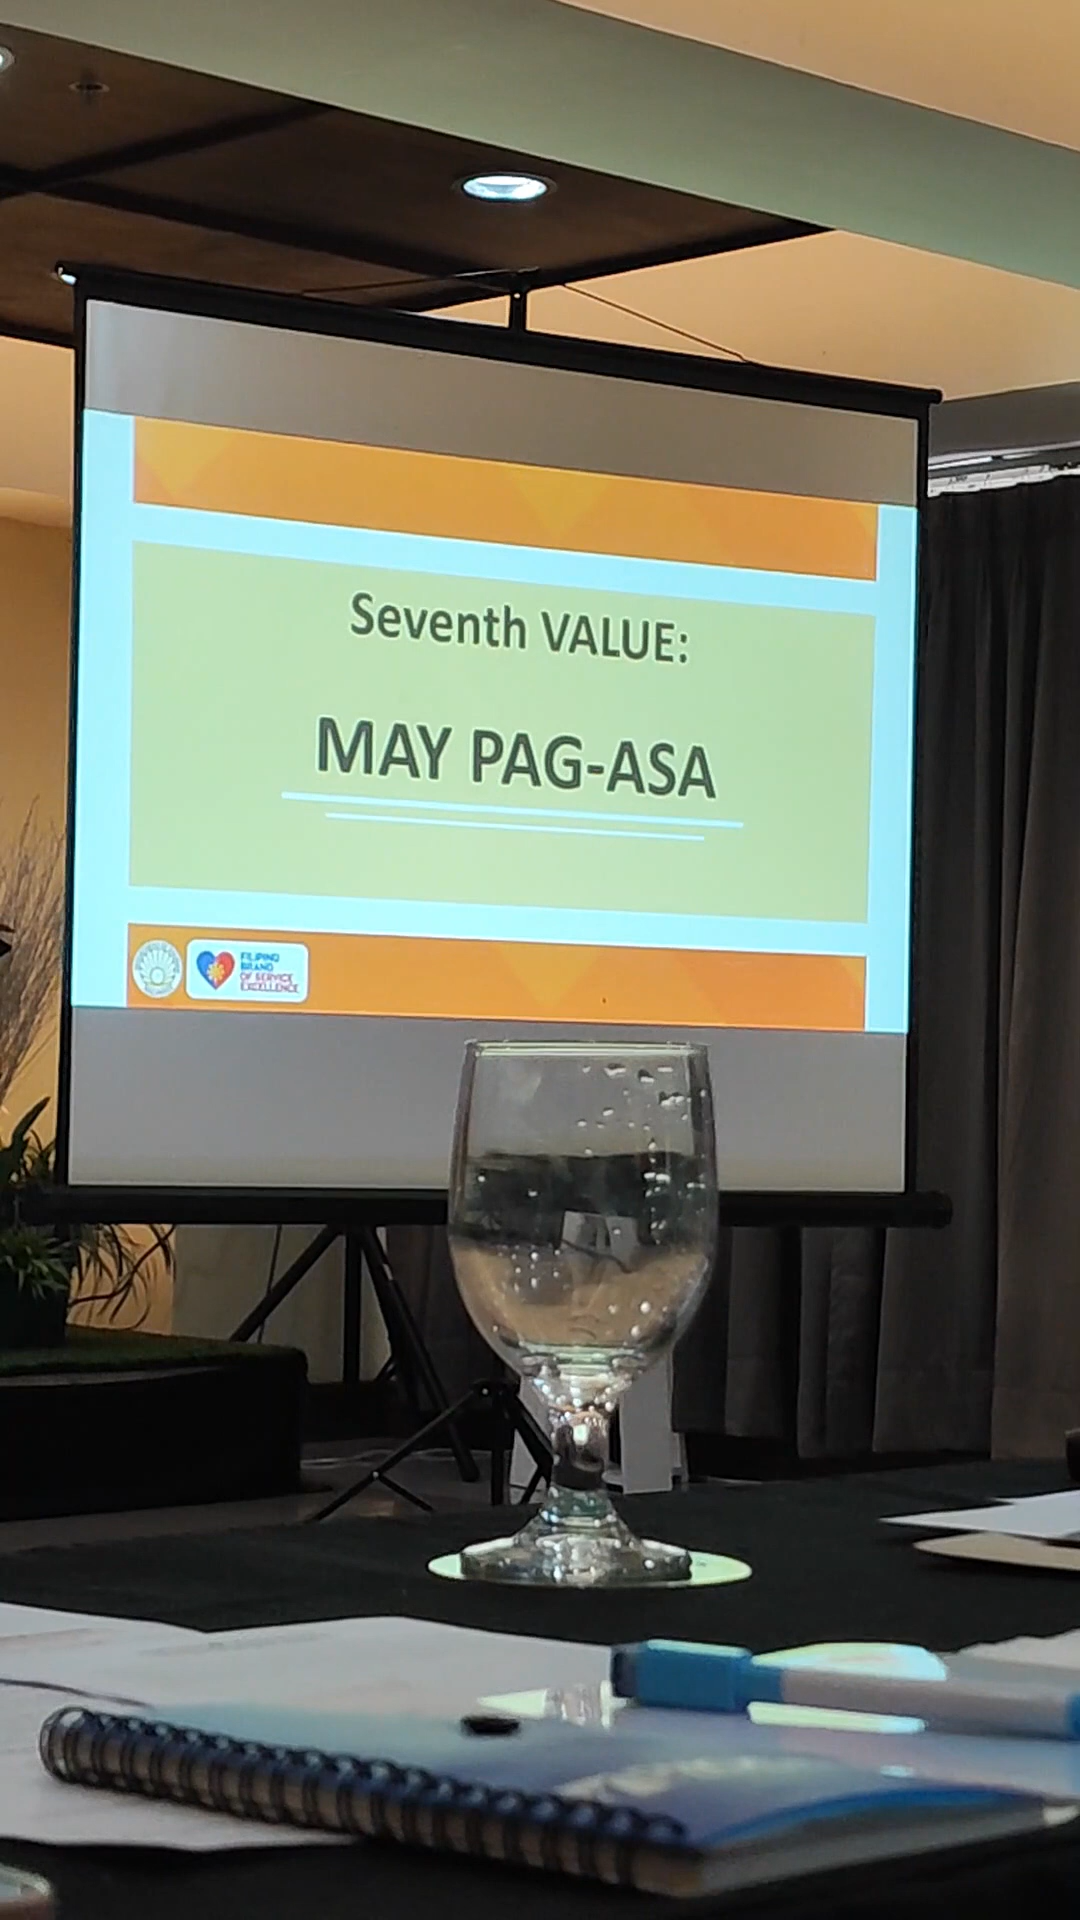 Seventh VALUE:
MAY PAG-ASA
FILIPINO
BRAND
OF SERVICE
EXCELLENCE